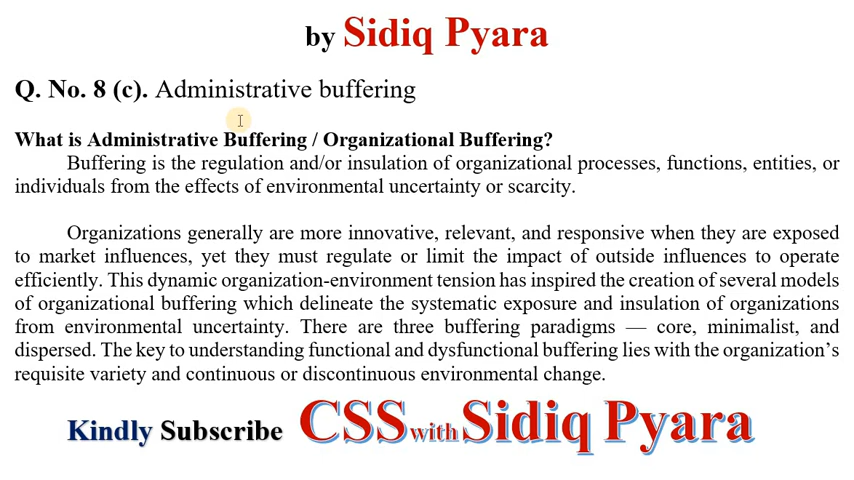 by Sidiq Pyara
Q. No. 8 (c). Administrative buffering
What is Administrative Buffering / Organizational Buffering?
Buffering is the regulation and/or insulation of organizational processes, functions, entities, or
individuals from the effects of environmental uncertainty or scarcity.
Organizations generally are more innovative, relevant, and responsive when they are exposed
to market influences, yet they must regulate or limit the impact of outside influences to operate
efficiently. This dynamic organization-environment tension has inspired the creation of several models
of organizational buffering which delineate the systematic exposure and insulation of organizations
from environmental uncertainty. There are three buffering paradigms — core, minimalist, and
dispersed. The key to understanding functional and dysfunctional buffering lies with the organization's
requisite variety and continuous or discontinuous environmental change.
Kindly Subscribe CSS with Sidiq Pyara